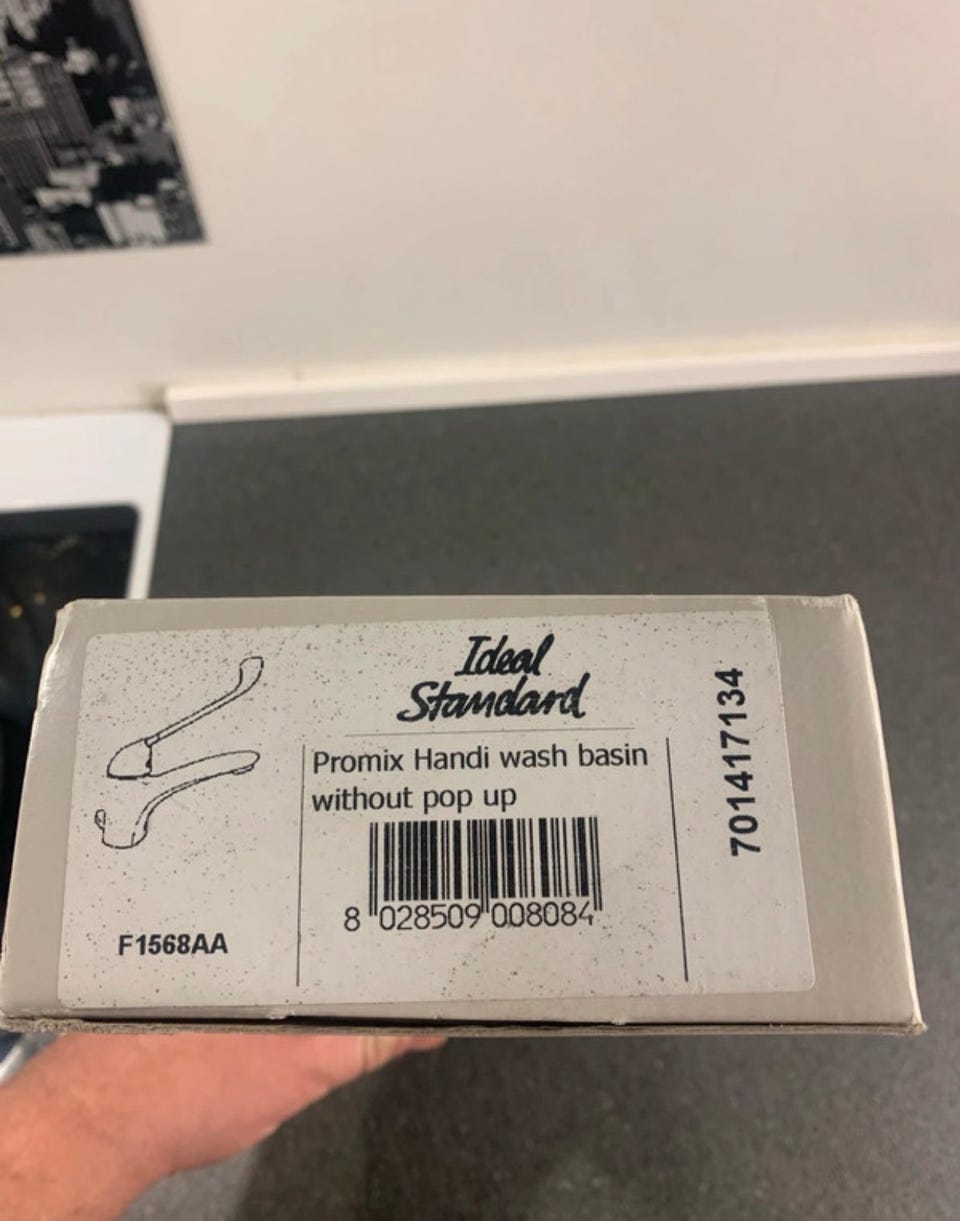 Ideal
Standard
Promix Handi wash basin
without pop up
8 028509 008084
F1568AA
701417134